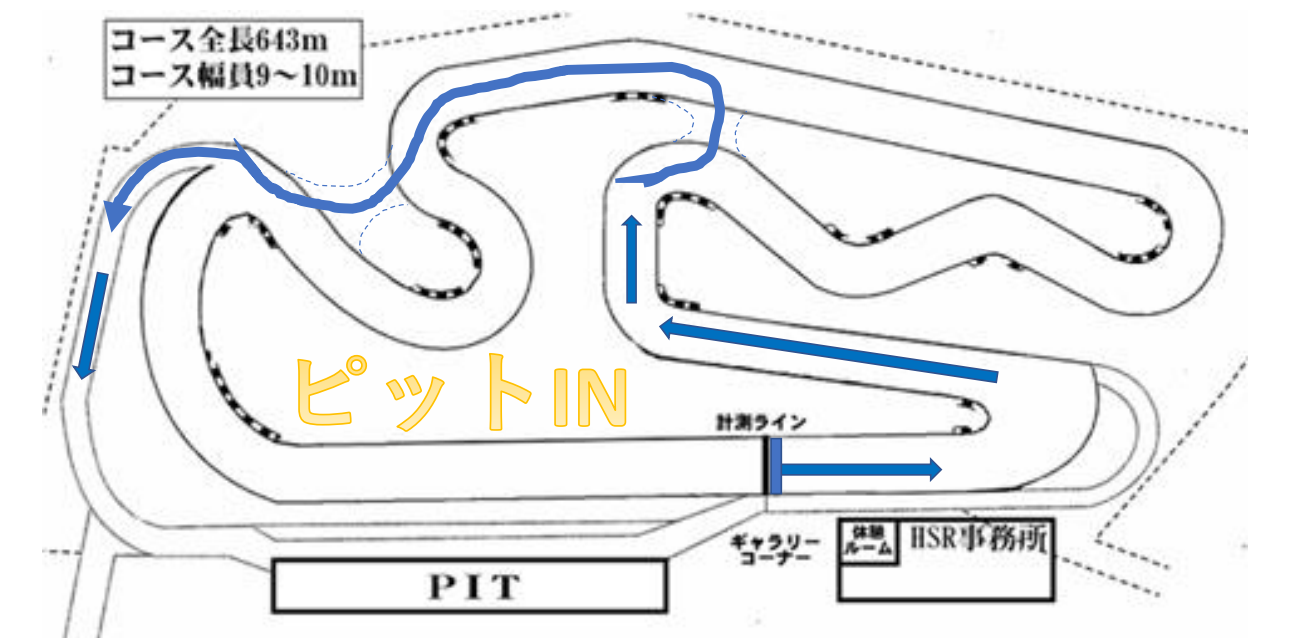 コース全長643m
コース幅員9～10m
ピットIN
計測ライン
ギャラリー
コーナー
体験
ルーム
HSR事務所
PIT